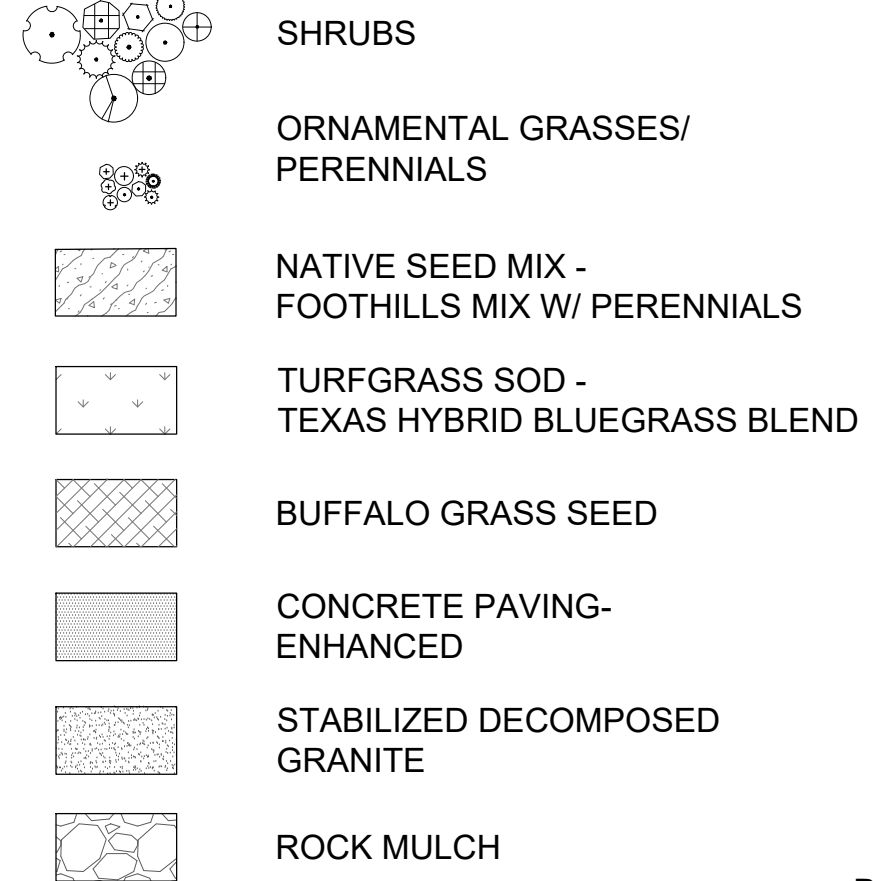 SHRUBS
ORNAMENTAL GRASSES/
PERENNIALS
NATIVE SEED MIX -
FOOTHILLS MIX W/ PERENNIALS
TURFGRASS SOD -
TEXAS HYBRID BLUEGRASS BLEND
BUFFALO GRASS SEED
CONCRETE PAVING-
ENHANCED
STABILIZED DECOMPOSED
GRANITE
ROCK MULCH